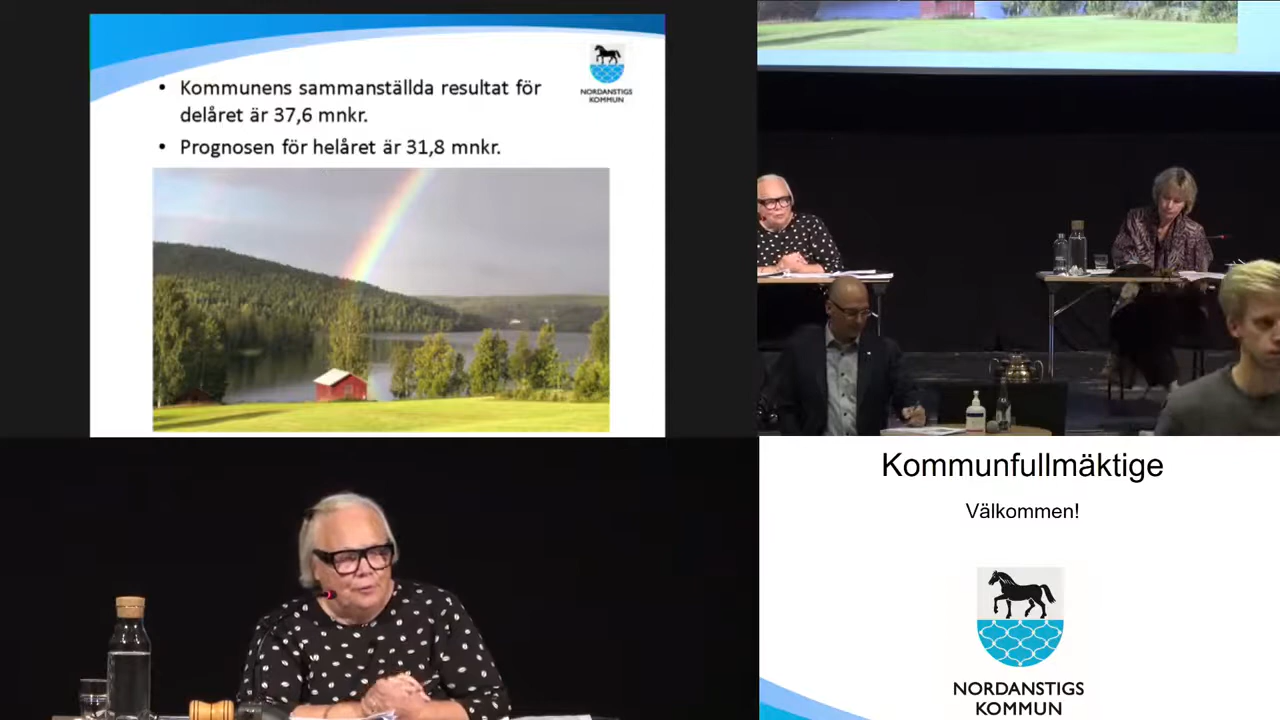 • Kommunens sammanställda resultat för
delåret är 37,6 mnkr.
• Prognosen för helåret är 31,8 mnkr.
NORDANSTIGS
KOMMUN
Kommunfullmäktige
Välkommen!
NORDANSTIGS
KOMMUN